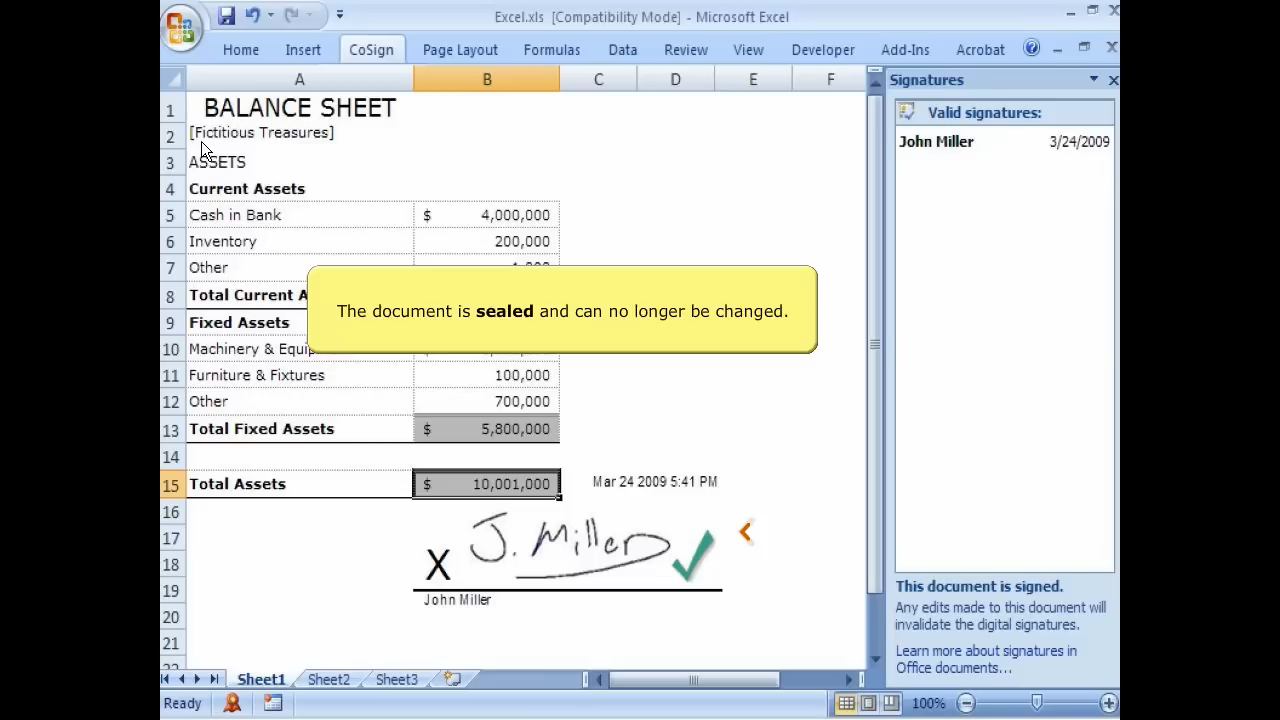 Excel.xls [Compatibility Mode] - Microsoft Excel
Home Insert CoSign Page Layout Formulas Data Review View Developer Add-Ins Acrobat
A B C D E F
1 BALANCE SHEET
2 [Fictitious Treasures]
3 ASSETS
4 Current Assets
5 Cash in Bank $ 4,000,000
6 Inventory 200,000
7 Other
8 Total Current A
9 Fixed Assets
The document is sealed and can no longer be changed.
10 Machinery & Equip
11 Furniture & Fixtures 100,000
12 Other 700,000
13 Total Fixed Assets $ 5,800,000
14
15 Total Assets $ 10,001,000 Mar 24 2009 5:41 PM
16
17
18 X J. Miller
19
John Miller
20
21
22
Sheet1 Sheet2 Sheet3
Ready 100%
Signatures
Valid signatures:
John Miller 3/24/2009
This document is signed.
Any edits made to this document will
invalidate the digital signatures.
Learn more about signatures in
Office documents...